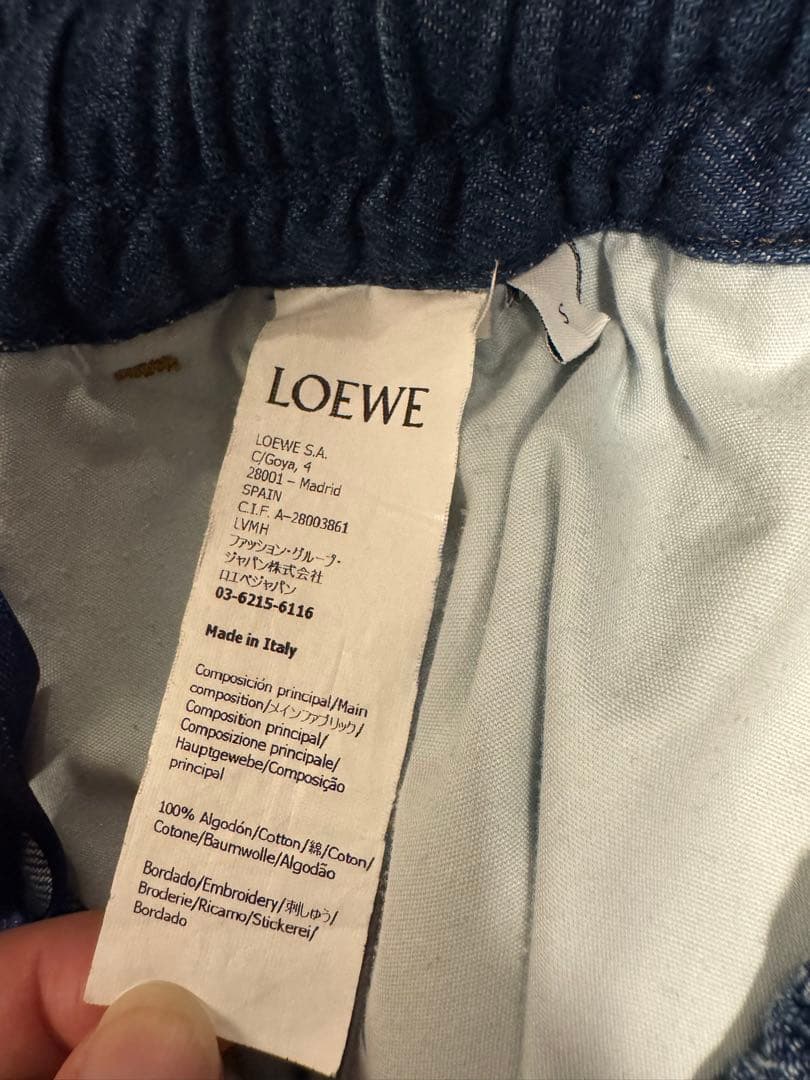 LOEWE
LOEWE S.A.
C/Goya, 4
28001 – Madrid
SPAIN
C.I.F. A-28003861
LVMH
ファッション・グループ・
ジャパン株式会社
ロエベジャパン
03-6215-6116
Made in Italy
Composición principal/Main
composition/メインファブリック/
Composition principal/
Composizione principale/
Hauptgewebe/Composição
principal
100% Algodón/Cotton/綿/Coton/
Cotone/Baumwolle/Algodão
Bordado/Embroidery/刺しゅう/
Broderie/Ricamo/Stickerei/
Bordado
S